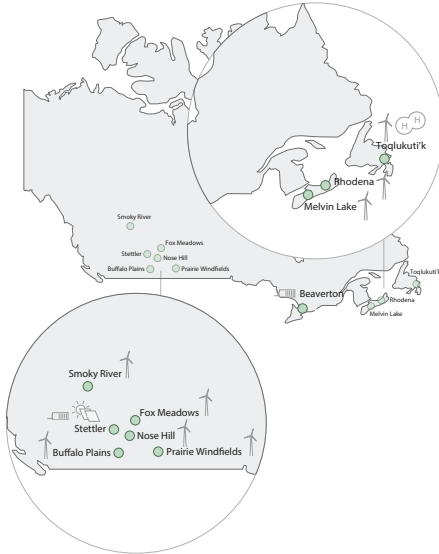 H H
Toqlukuti'k
Rhodena
Melvin Lake
Smoky River
Fox Meadows
Stettler
Nose Hill
Buffalo Plains
Prairie Windfields
Toqlukuti'k
Beaverton
Rhodena
Melvin Lake
Smoky River
Fox Meadows
Stettler
Nose Hill
Buffalo Plains
Prairie Windfields